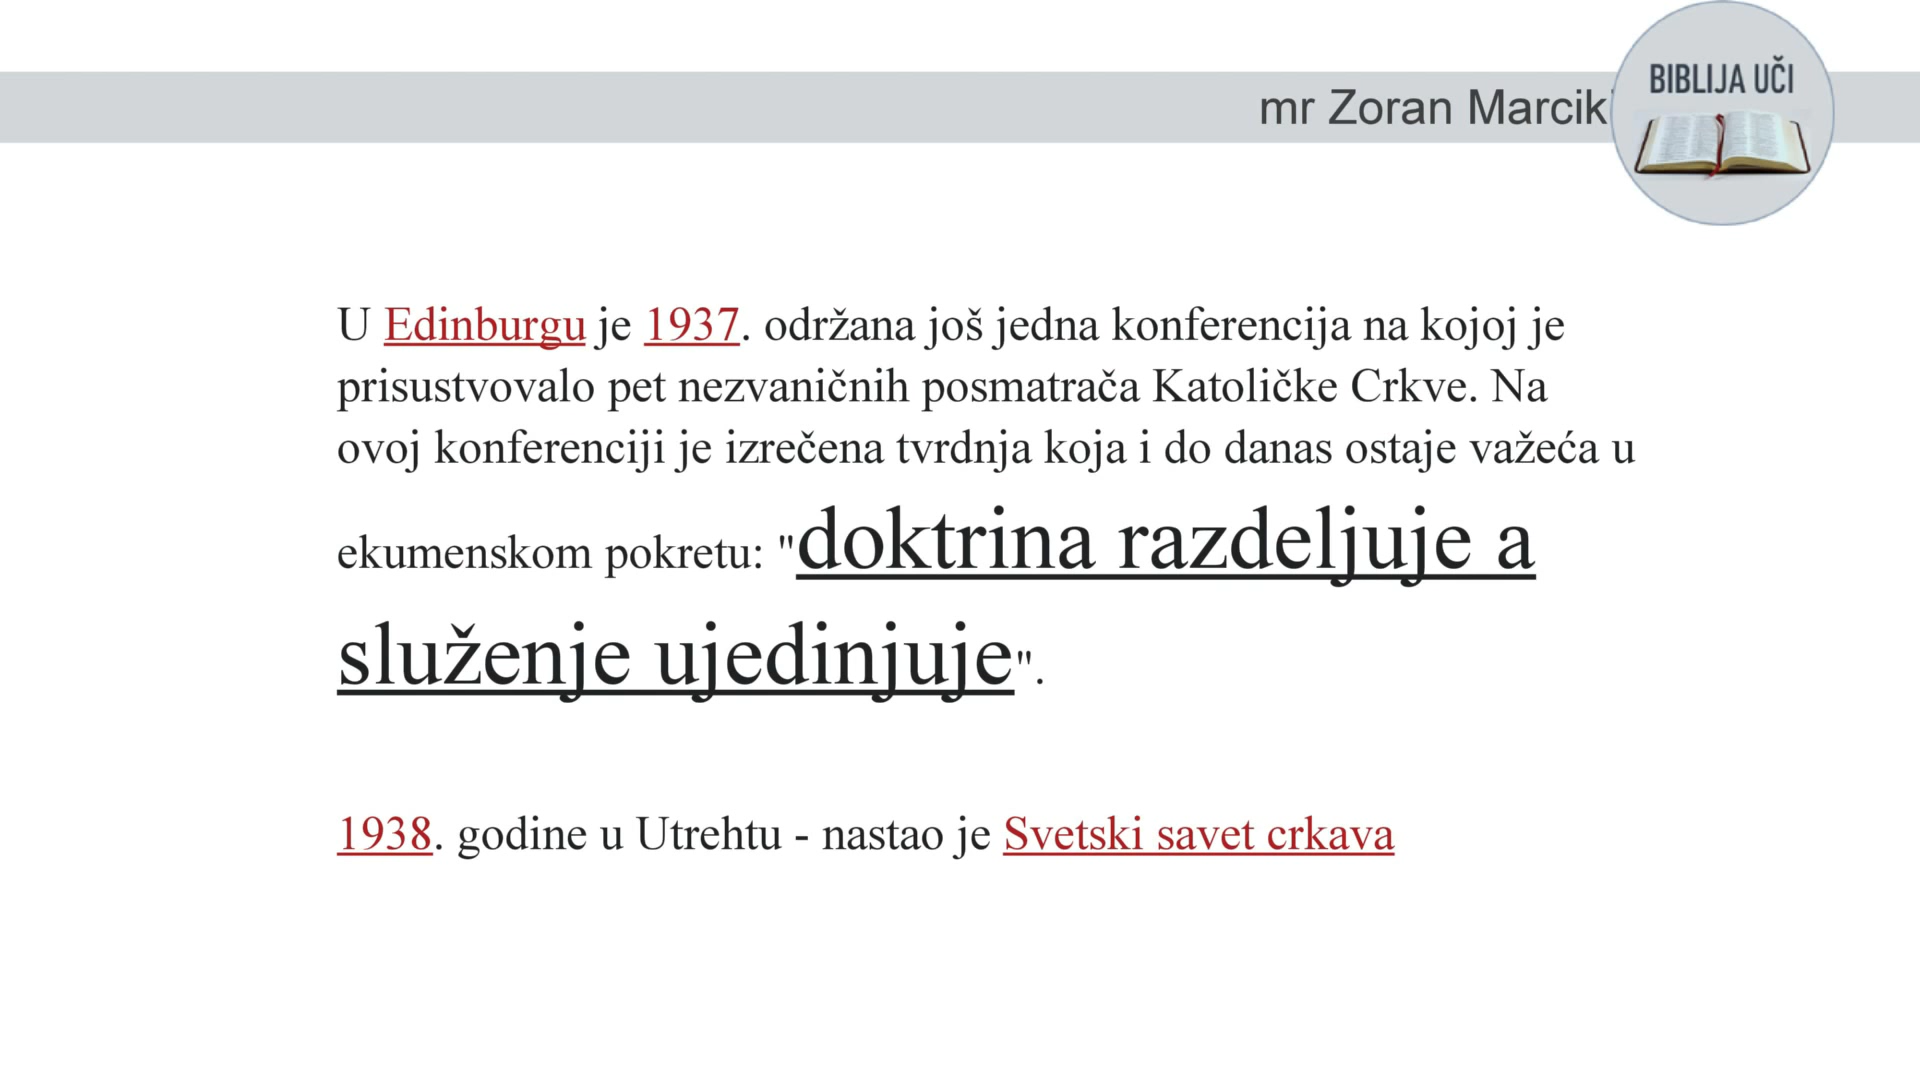 mr Zoran Marcik
BIBLIJA UČI
U Edinburgu je 1937. održana još jedna konferencija na kojoj je
prisustvovalo pet nezvaničnih posmatrača Katoličke Crkve. Na
ovoj konferenciji je izrečena tvrdnja koja i do danas ostaje važeća u
ekumenskom pokretu: "doktrina razdeljuje a
služenje ujedinjuje".
1938. godine u Utrehtu - nastao je Svetski savet crkava